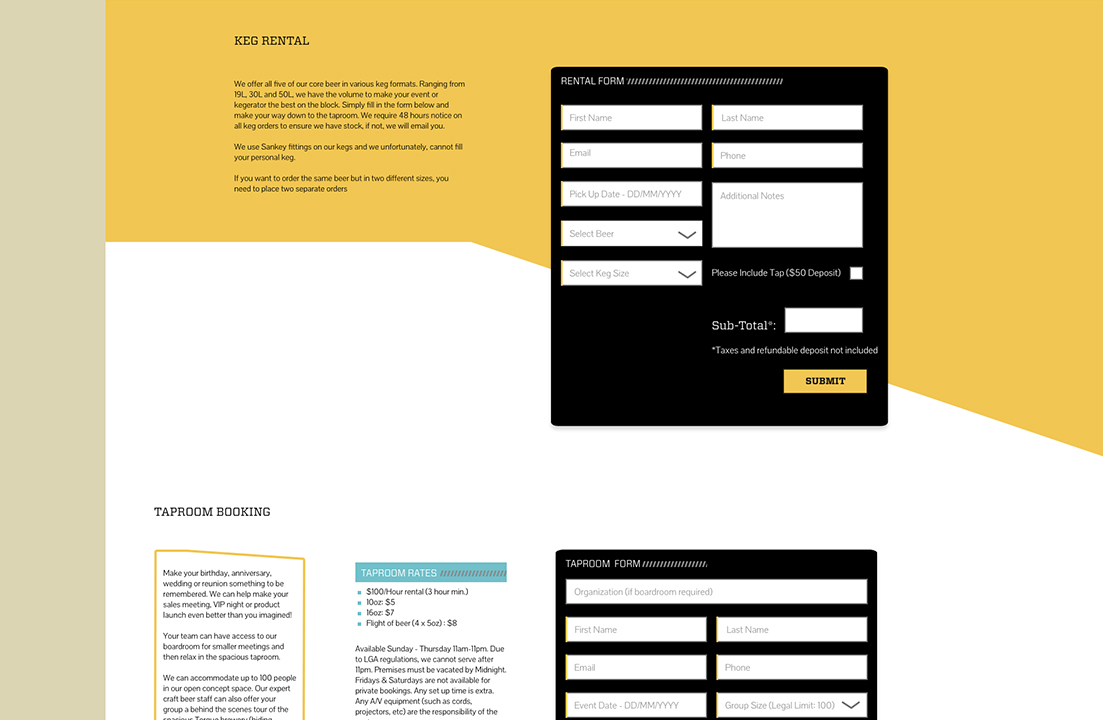 KEG RENTAL
We offer all five of our core beer in various keg formats. Ranging from
19L, 30L and 50L, we have the volume to make your event or
kegerator the best on the block. Simply fill in the form below and
make your way down to the taproom. We require 48 hours notice on
all keg orders to ensure we have stock, if not, we will email you.
We use Sankey fittings on our kegs and we unfortunately, cannot fill
your personal keg.
If you want to order the same beer but in two different sizes, you
need to place two separate orders
RENTAL FORM
First Name
Last Name
Email
Phone
Pick Up Date - DD/MM/YYYY
Additional Notes
Select Beer
Select Keg Size
Please Include Tap ($50 Deposit)
Sub-Total*:
*Taxes and refundable deposit not included
SUBMIT
TAPROOM BOOKING
Make your birthday, anniversary,
wedding or reunion something to be
remembered. We can help make your
sales meeting, VIP night or product
launch even better than you imagined!
Your team can have access to our
boardroom for smaller meetings and
then relax in the spacious taproom.
We can accommodate up to 100 people
in our open concept space. Our expert
craft beer staff can also offer your
group a behind the scenes tour of the
spacious Torque brewery (hiding
TAPROOM RATES
$100/Hour rental (3 hour min.)
10oz: $5
16oz: $7
Flight of beer (4 x 5oz) : $8
Available Sunday - Thursday 11am-11pm. Due
to LGA regulations, we cannot serve after
11pm. Premises must be vacated by Midnight.
Fridays & Saturdays are not available for
private bookings. Any set up time is extra.
Any A/V equipment (such as cords,
projectors, etc) are the responsibility of the
TAPROOM FORM
Organization (if boardroom required)
First Name
Last Name
Email
Phone
Event Date - DD/MM/YYYY
Group Size (Legal Limit: 100)